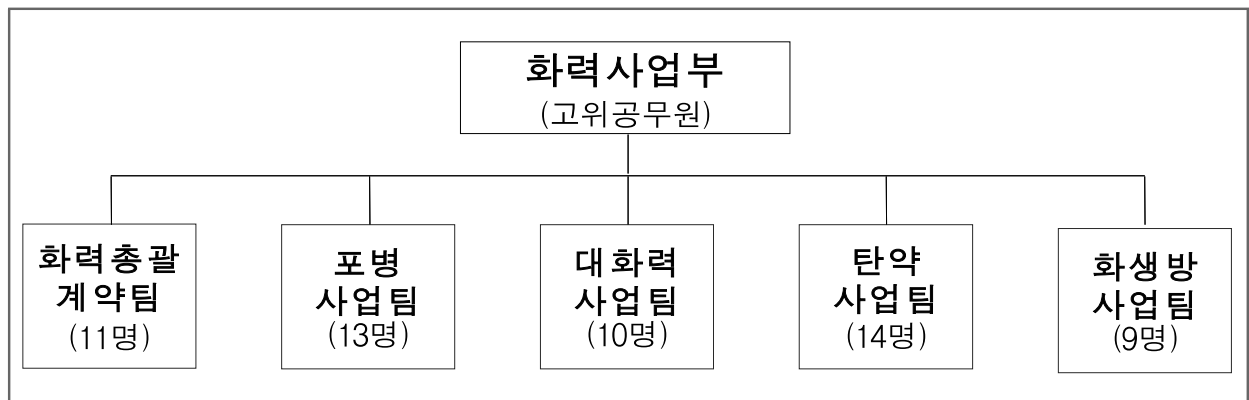 화력사업부
(고위공무원)
화력총괄
계약팀
(11명)
포병
사업팀
(13명)
대화력
사업팀
(10명)
탄약
사업팀
(14명)
화생방
사업팀
(9명)